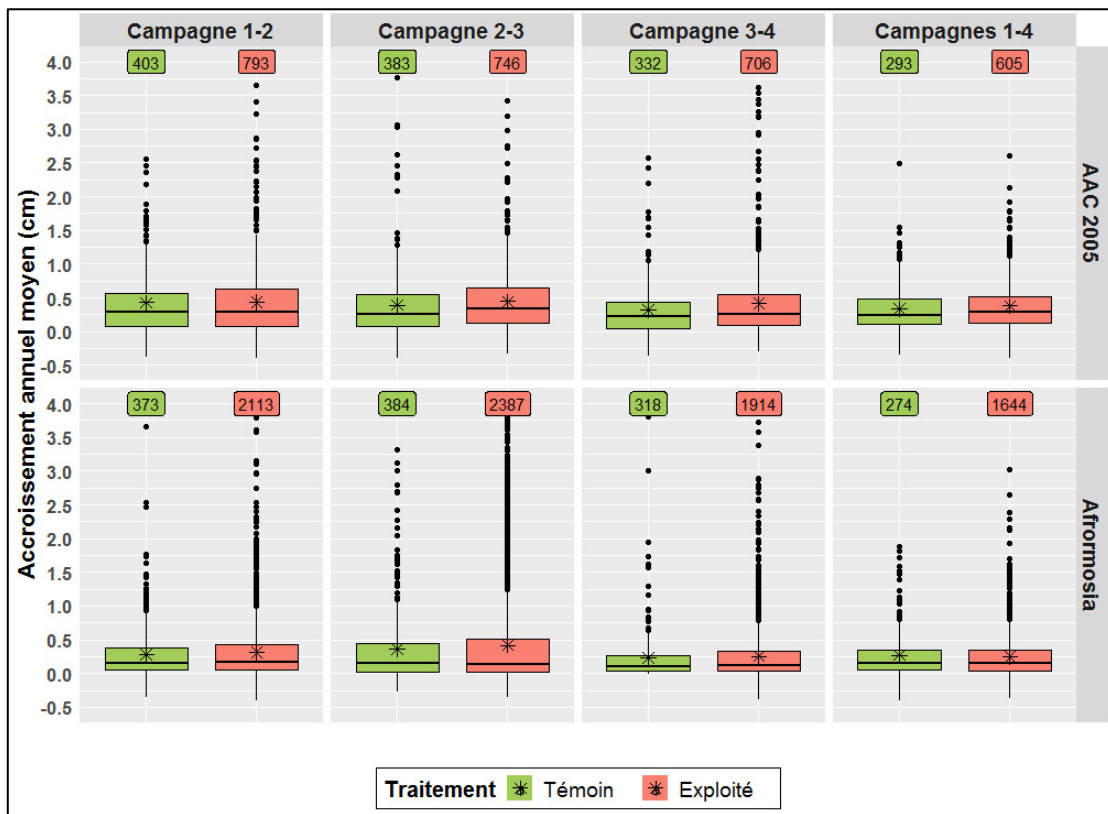 Campagne 1-2 Campagne 2-3 Campagne 3-4 Campagnes 1-4
Accroissement annuel moyen (cm)
4.0 403 793 383 746 332 706 293 605
3.5
3.0
2.5
2.0
1.5
1.0
0.5
0.0
-0.5
AAC 2005
4.0 373 2113 384 2387 318 1914 274 1644
3.5
3.0
2.5
2.0
1.5
1.0
0.5
0.0
-0.5
Afrormosia
Traitement Témoin Exploité